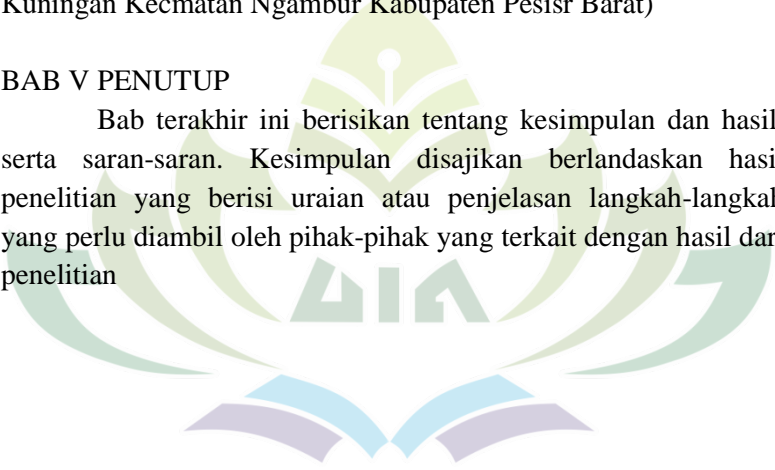 Kuningan Kecmatan Ngambur Kabupaten Pesisr Barat)
BAB V PENUTUP
Bab terakhir ini berisikan tentang kesimpulan dan hasil
serta saran-saran. Kesimpulan disajikan berlandaskan hasi
penelitian yang berisi uraian atau penjelasan langkah-langkah
yang perlu diambil oleh pihak-pihak yang terkait dengan hasil dar
penelitian